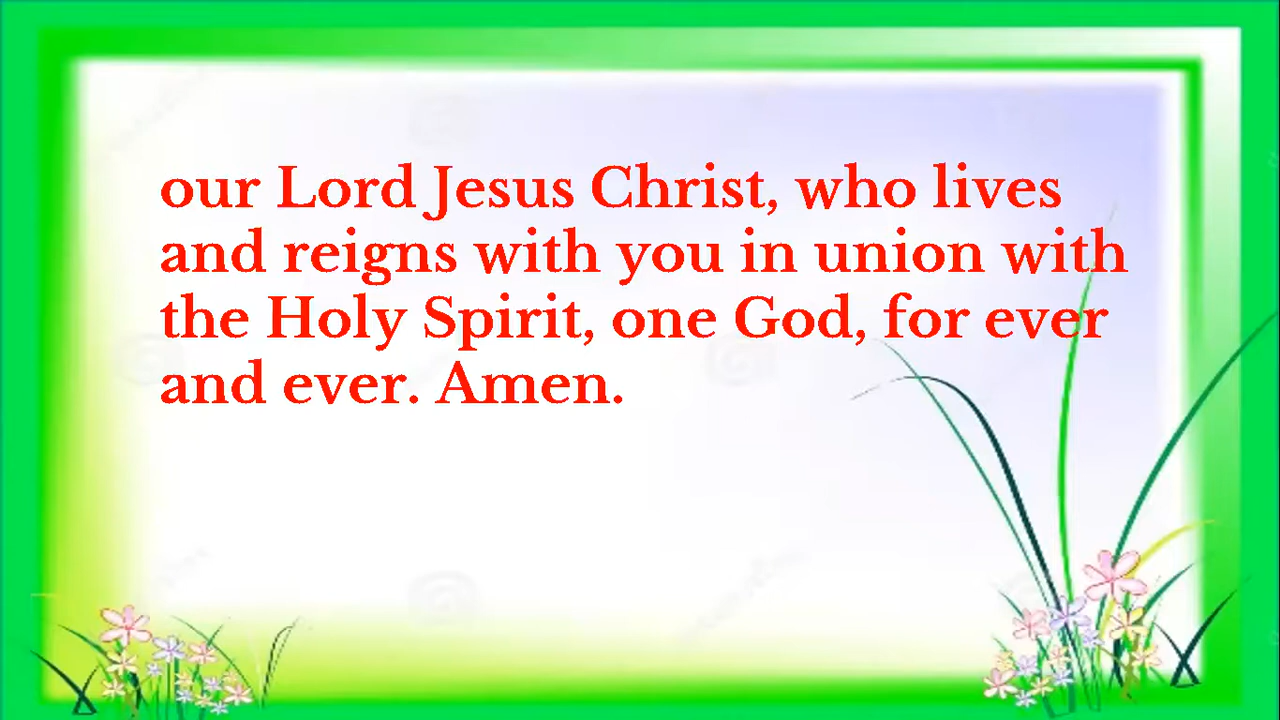 our Lord Jesus Christ, who lives
and reigns with you in union with
the Holy Spirit, one God, for ever
and ever. Amen.